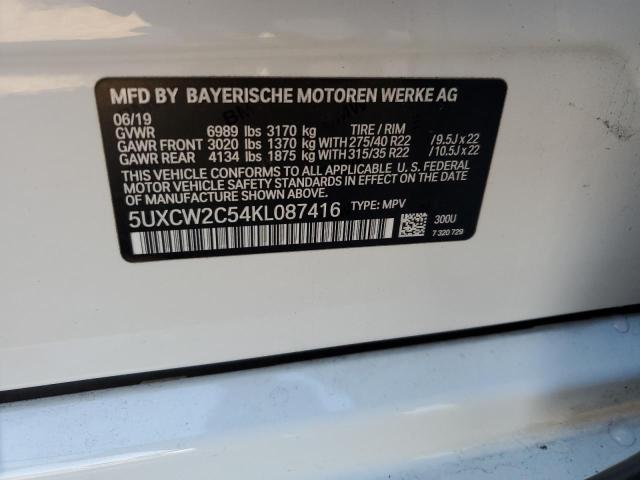 MFD BY BAYERISCHE MOTOREN WERKE AG
06/19
GVWR 6989 lbs 3170 kg TIRE / RIM
GAWR FRONT 3020 lbs 1370 kg WITH 275/40 R22 /9.5J x 22
GAWR REAR 4134 lbs 1875 kg WITH 315/35 R22 /10.5J x 22
THIS VEHICLE CONFORMS TO ALL APPLICABLE U. S. FEDERAL
MOTOR VEHICLE SAFETY STANDARDS IN EFFECT ON THE DATE
OF MANUFACTURE SHOWN ABOVE.
5UXCW2C54KL087416 TYPE: MPV
300U
7 320 729